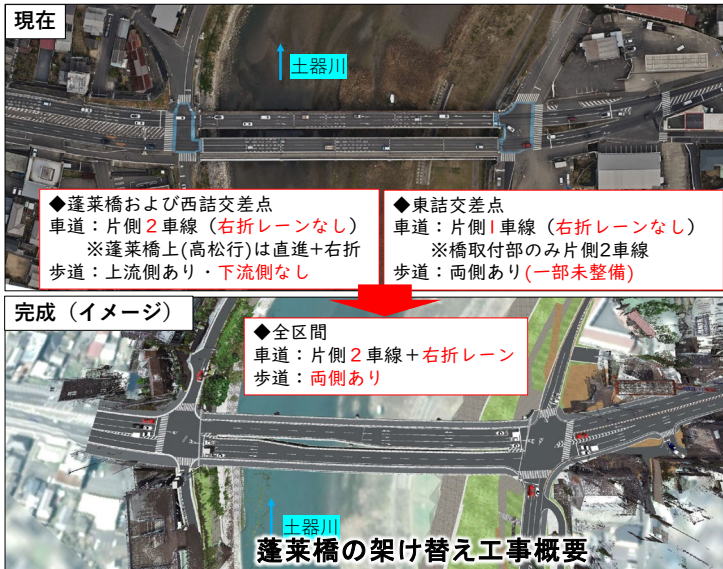 現在
土器川
◆蓬莱橋および西詰交差点
車道：片側２車線（右折レーンなし）
※蓬莱橋上(高松行)は直進+右折
歩道：上流側あり・下流側なし
◆東詰交差点
車道：片側1車線（右折レーンなし）
※橋取付部のみ片側2車線
歩道：両側あり(一部未整備)
完成（イメージ）
◆全区間
車道：片側２車線＋右折レーン
歩道：両側あり
土器川
蓬莱橋の架け替え工事概要